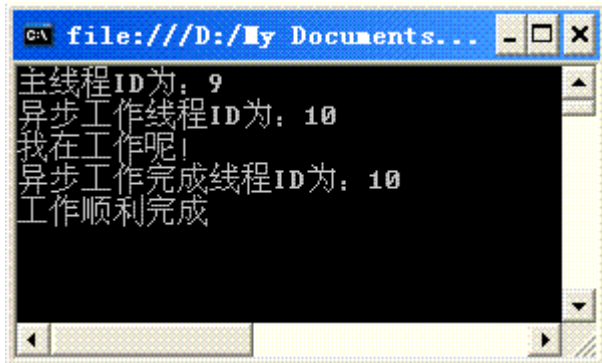 file:///D:/My Documents...
主线程ID为：9
异步工作线程ID为：10
我在工作呢！
异步工作完成线程ID为：10
工作顺利完成